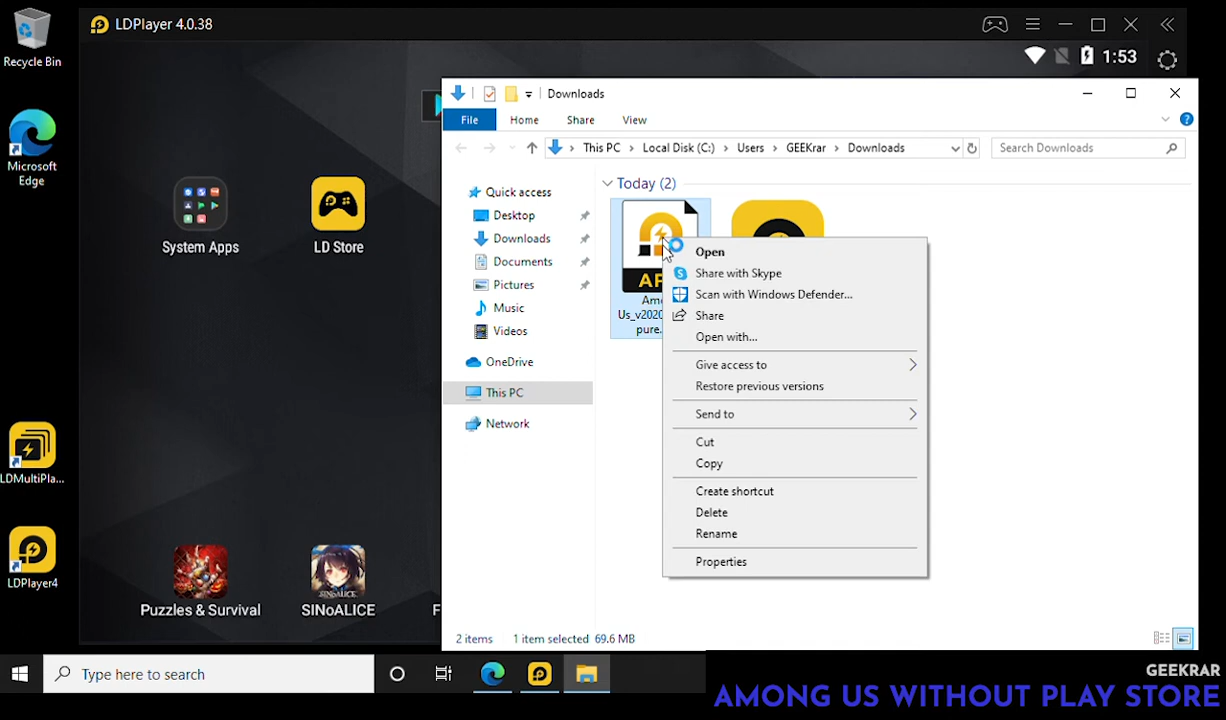 Recycle Bin
LDPlayer 4.0.38
1:53
Downloads
File
Home
Share
View
Microsoft
Edge
This PC
Local Disk (C:)
Users
GEEKrar
Downloads
Search Downloads
Quick access
Desktop
Downloads
Documents
Pictures
Music
Videos
OneDrive
This PC
Network
Today (2)
System Apps
LD Store
Open
Share with Skype
Scan with Windows Defender...
Share
Open with...
Give access to
Restore previous versions
Send to
Cut
Copy
Create shortcut
Delete
Rename
Properties
LDMultiPla...
LDPlayer4
Puzzles & Survival
SINoALICE
SINoALICE
2 items
1 item selected 69.6 MB
Type here to search
GEEKRAR
AMONG US WITHOUT PLAY STORE